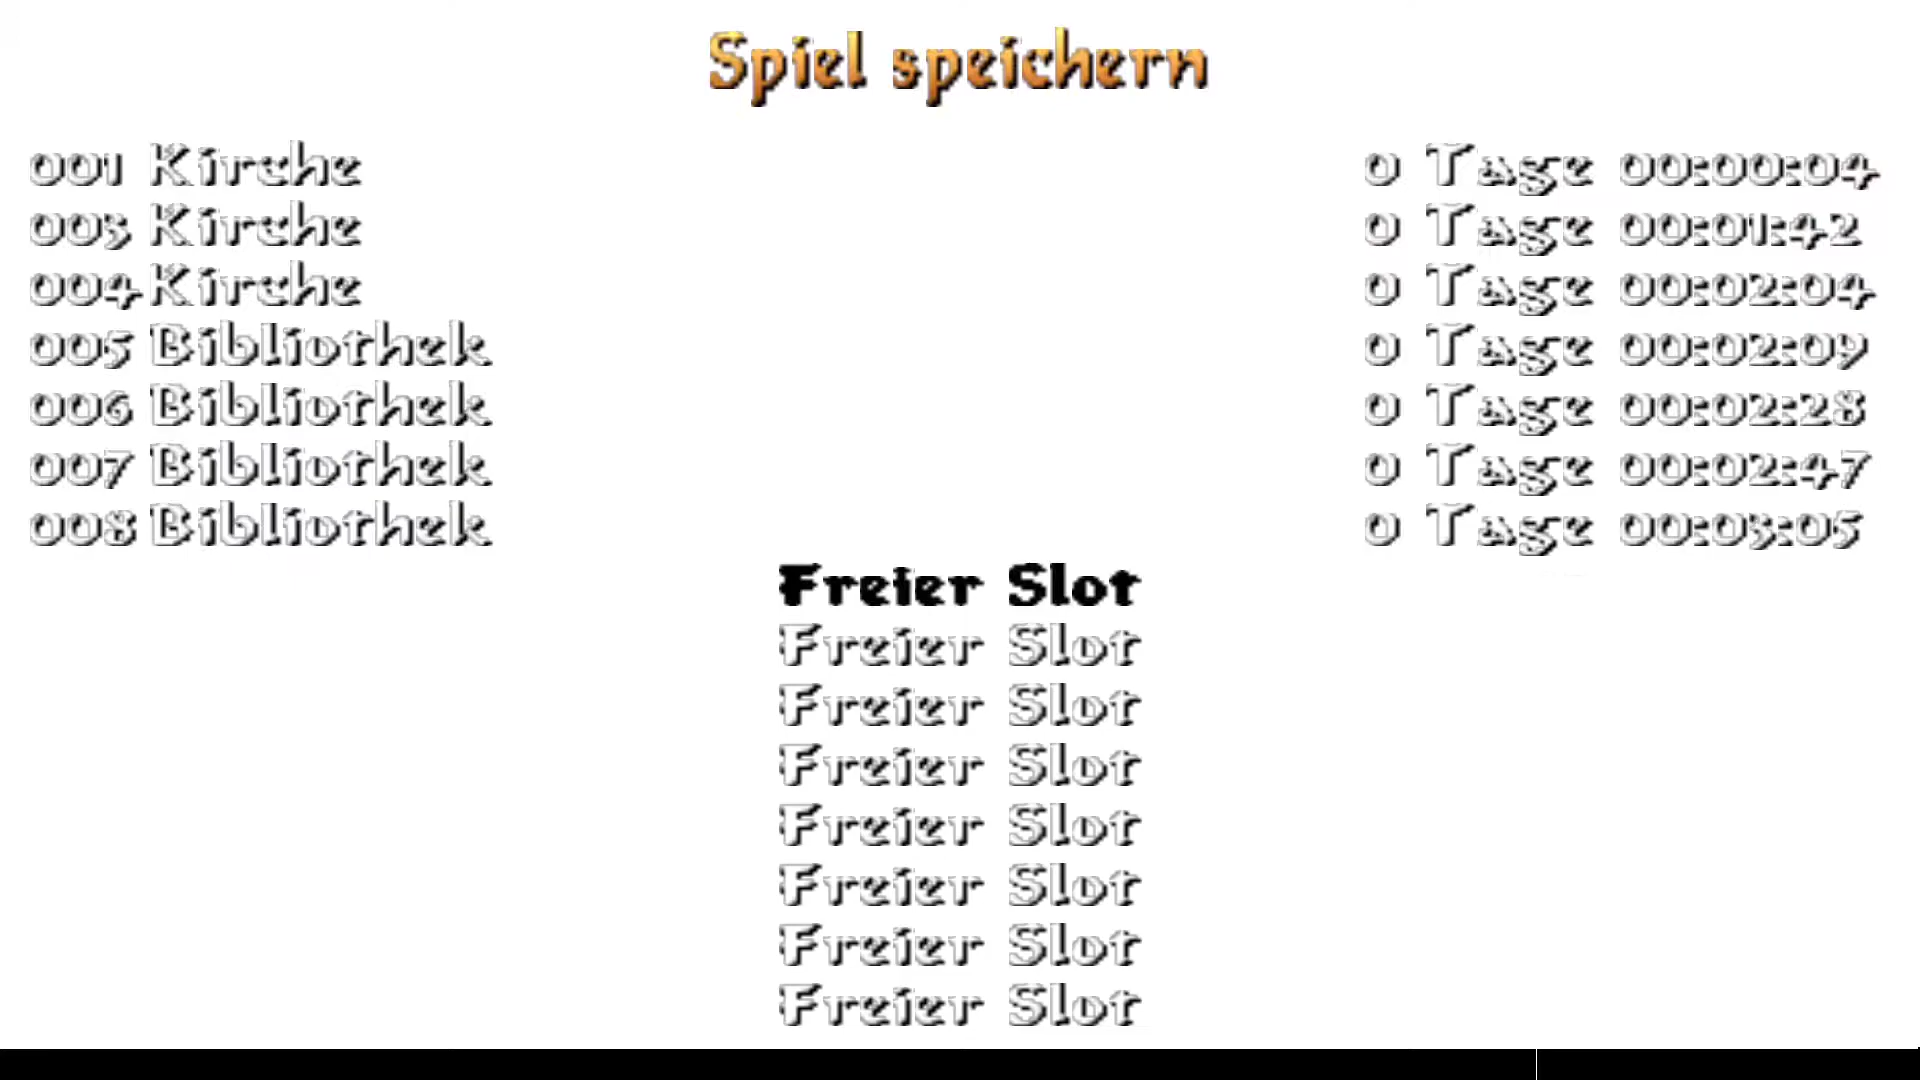 Spiel speichern
001 Kirche 0 Tage 00:00:04
003 Kirche 0 Tage 00:01:42
004 Kirche 0 Tage 00:02:04
005 Bibliothek 0 Tage 00:02:09
006 Bibliothek 0 Tage 00:02:28
007 Bibliothek 0 Tage 00:02:47
008 Bibliothek 0 Tage 00:03:05
Freier Slot
Freier Slot
Freier Slot
Freier Slot
Freier Slot
Freier Slot
Freier Slot
Freier Slot